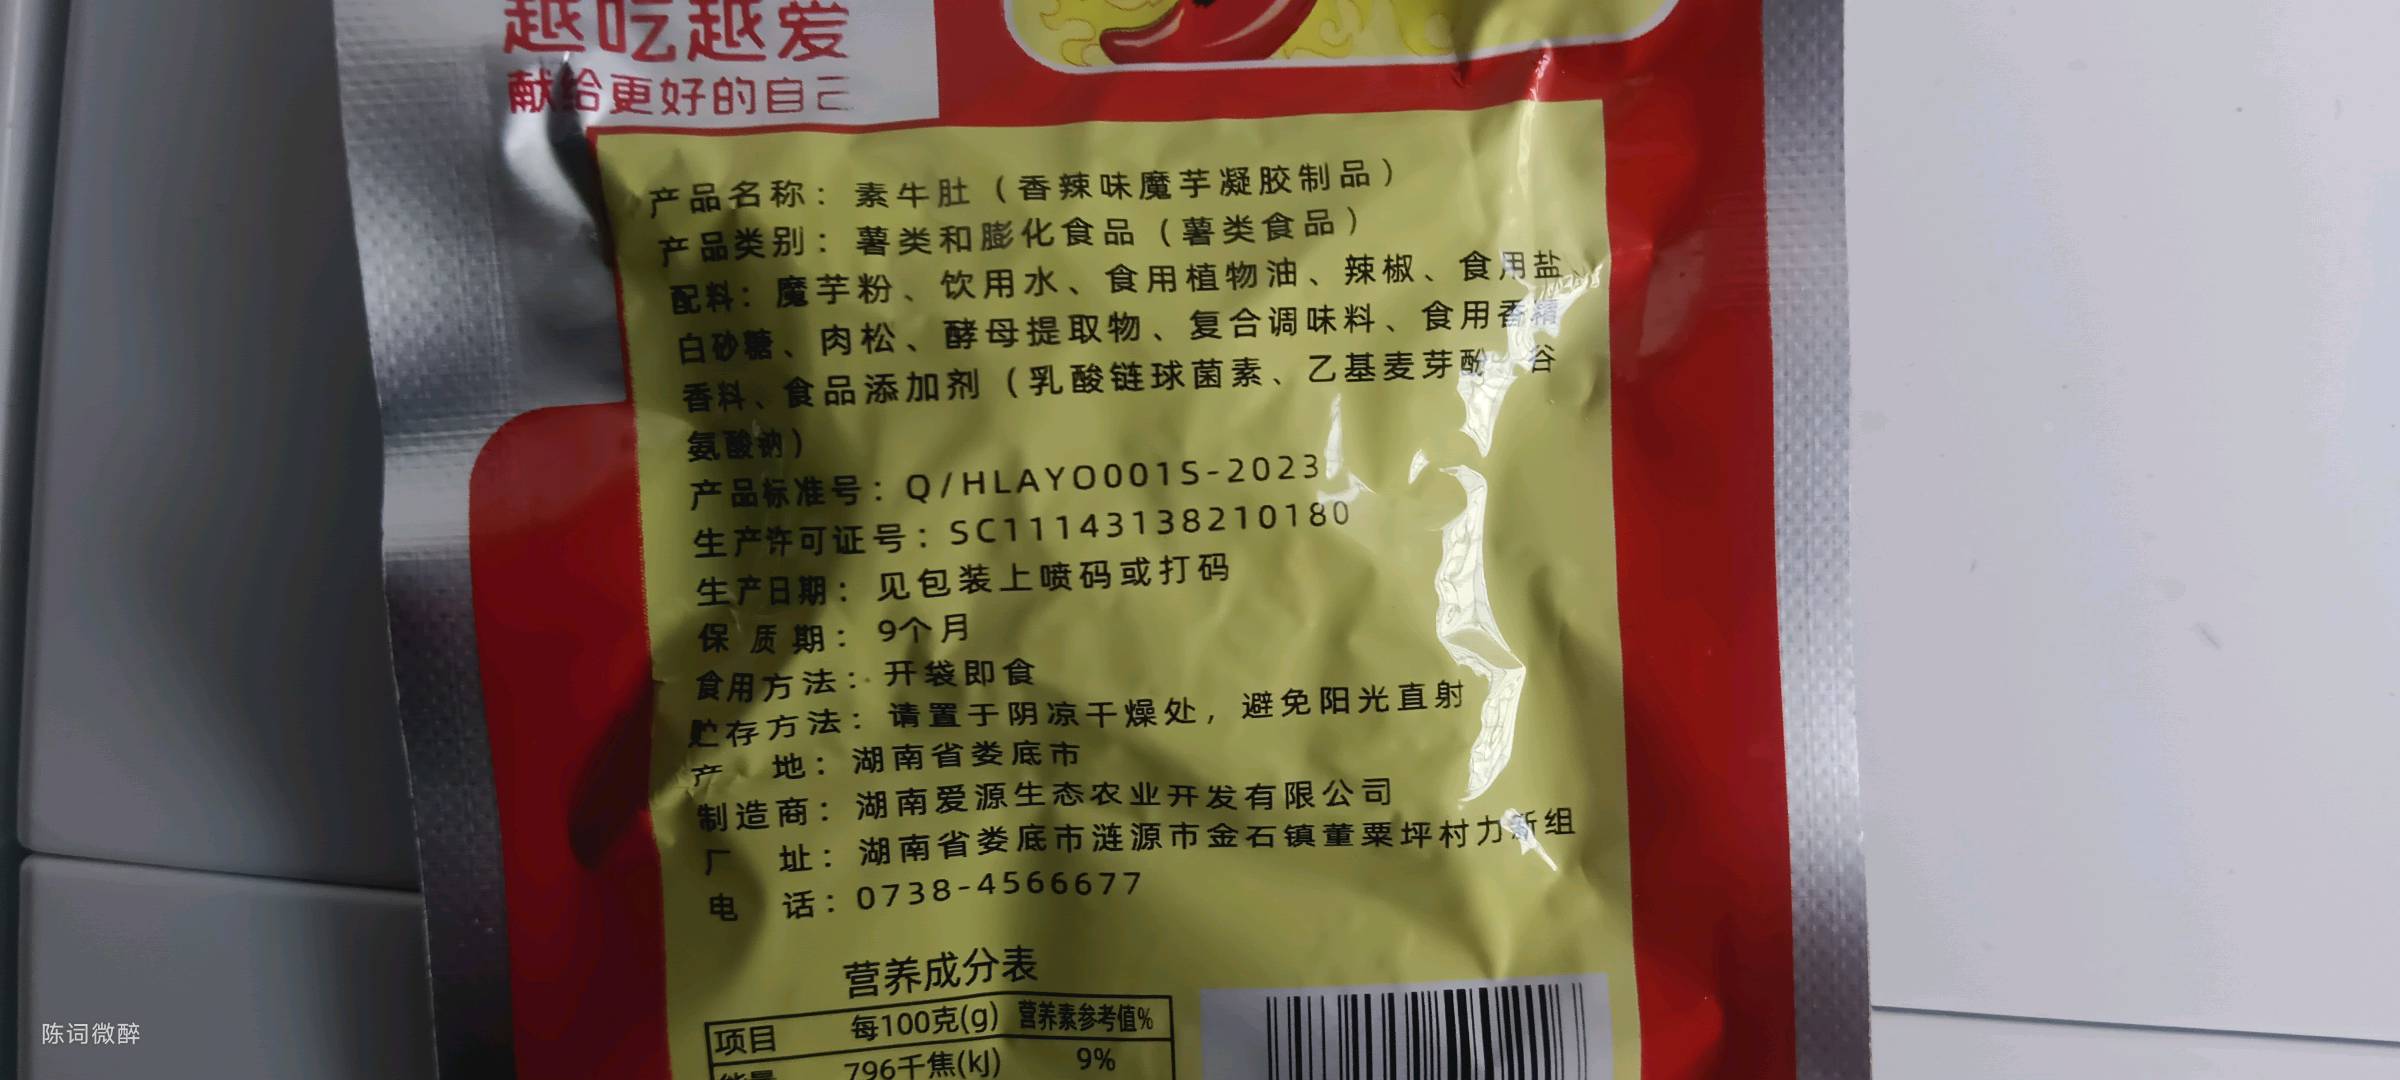 越吃越爱
献给更好的自己
产品名称：素牛肚（香辣味魔芋凝胶制品）
产品类别：薯类和膨化食品（薯类食品）
配料：魔芋粉、饮用水、食用植物油、辣椒、食用盐、
白砂糖、肉松、酵母提取物、复合调味料、食用香精
香料、食品添加剂（乳酸链球菌素、乙基麦芽酚、谷
氨酸钠）
产品标准号：Q/HLAYO001S-2023
生产许可证号：SC11143138210180
生产日期：见包装上喷码或打码
保质期：9个月
食用方法：开袋即食
贮存方法：请置于阴凉干燥处，避免阳光直射
产 地：湖南省娄底市
制造商：湖南爱源生态农业开发有限公司
厂 址：湖南省娄底市涟源市金石镇董粟坪村力新组
电 话：0738-4566677
营养成分表
项目 每100克(g) 营养素参考值%
能量 796千焦(kJ) 9%
陈词微醉